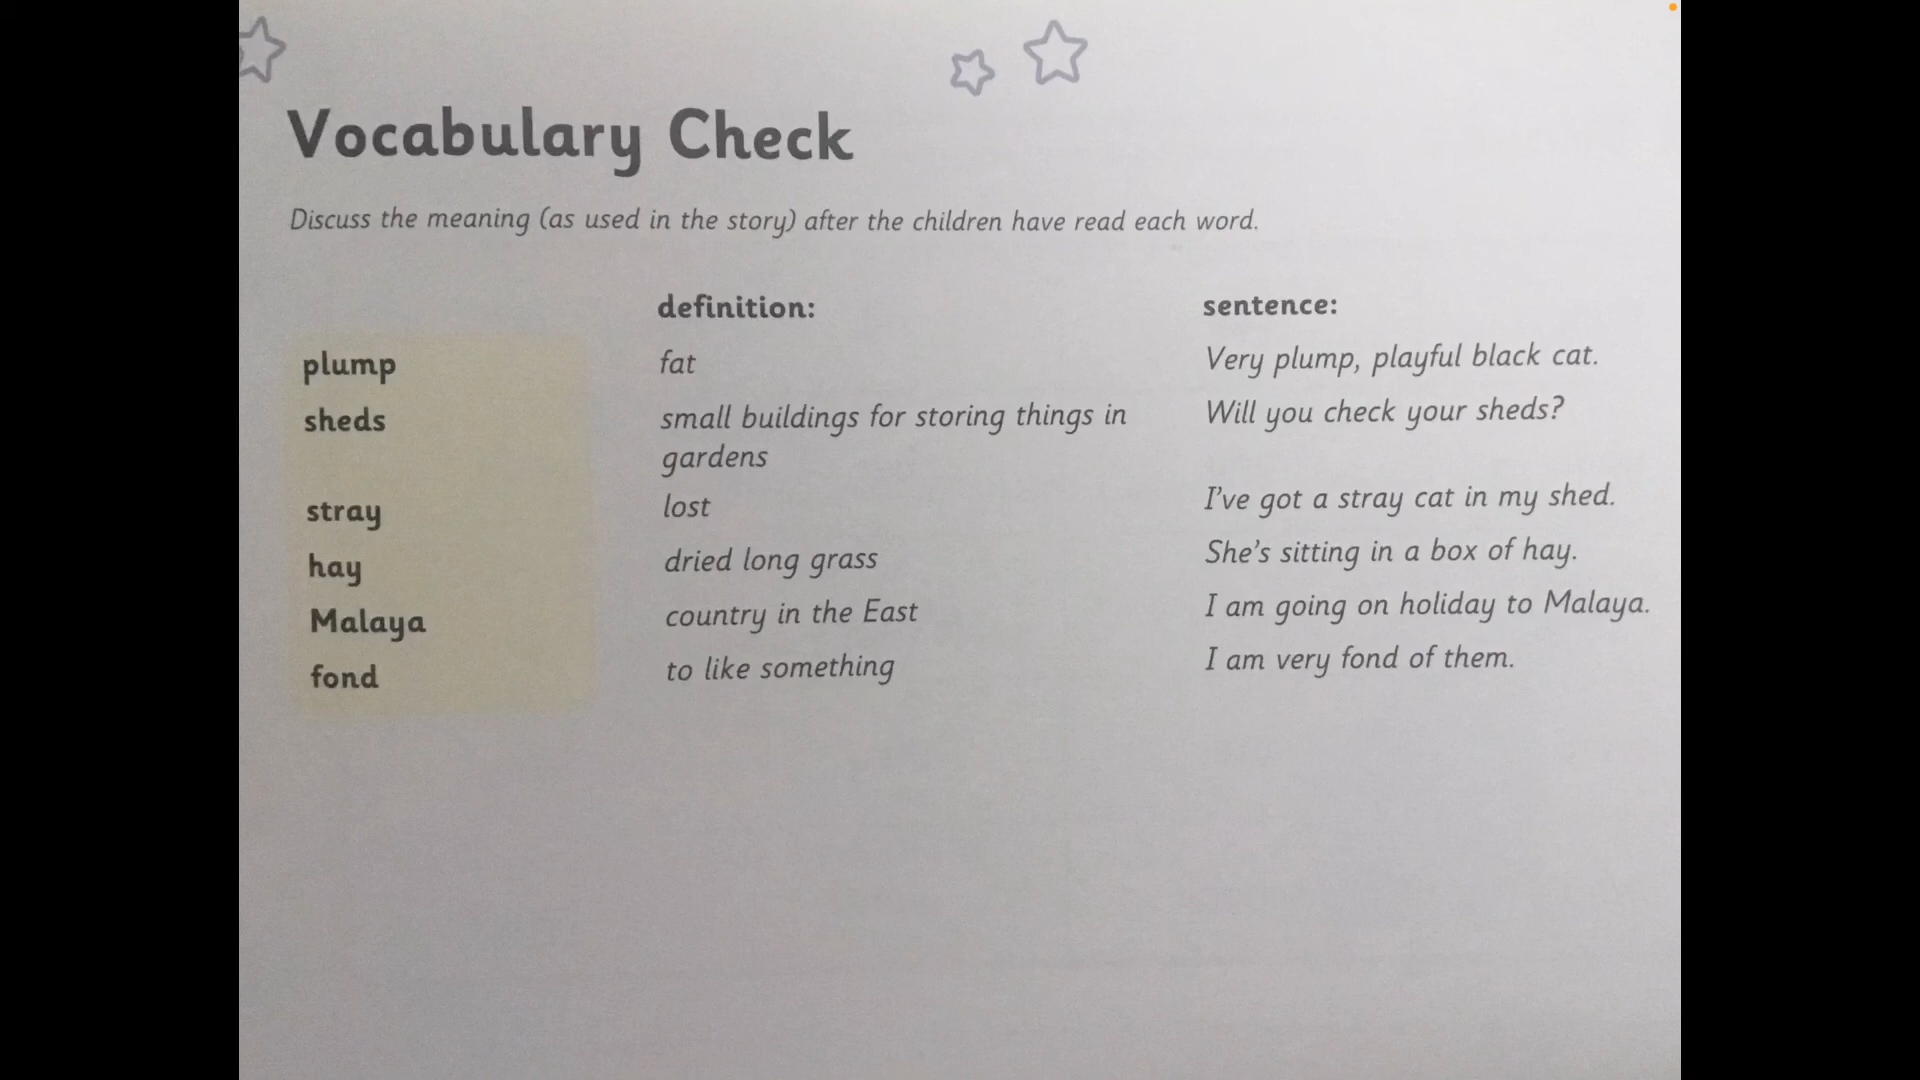 Vocabulary Check
Discuss the meaning (as used in the story) after the children have read each word.
definition: sentence:
plump fat Very plump, playful black cat.
sheds small buildings for storing things in Will you check your sheds?
gardens
stray lost I've got a stray cat in my shed.
hay dried long grass She's sitting in a box of hay.
Malaya country in the East I am going on holiday to Malaya.
fond to like something I am very fond of them.